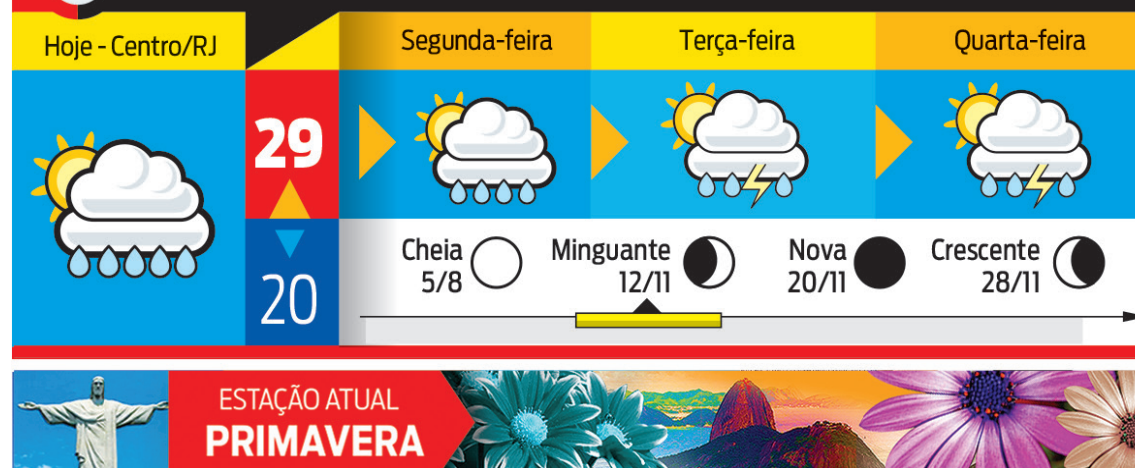 Hoje - Centro/RJ
Segunda-feira
Terça-feira
Quarta-feira
29
20
Cheia
5/8
Minguante
12/11
Nova
20/11
Crescente
28/11
ESTAÇÃO ATUAL
PRIMAVERA